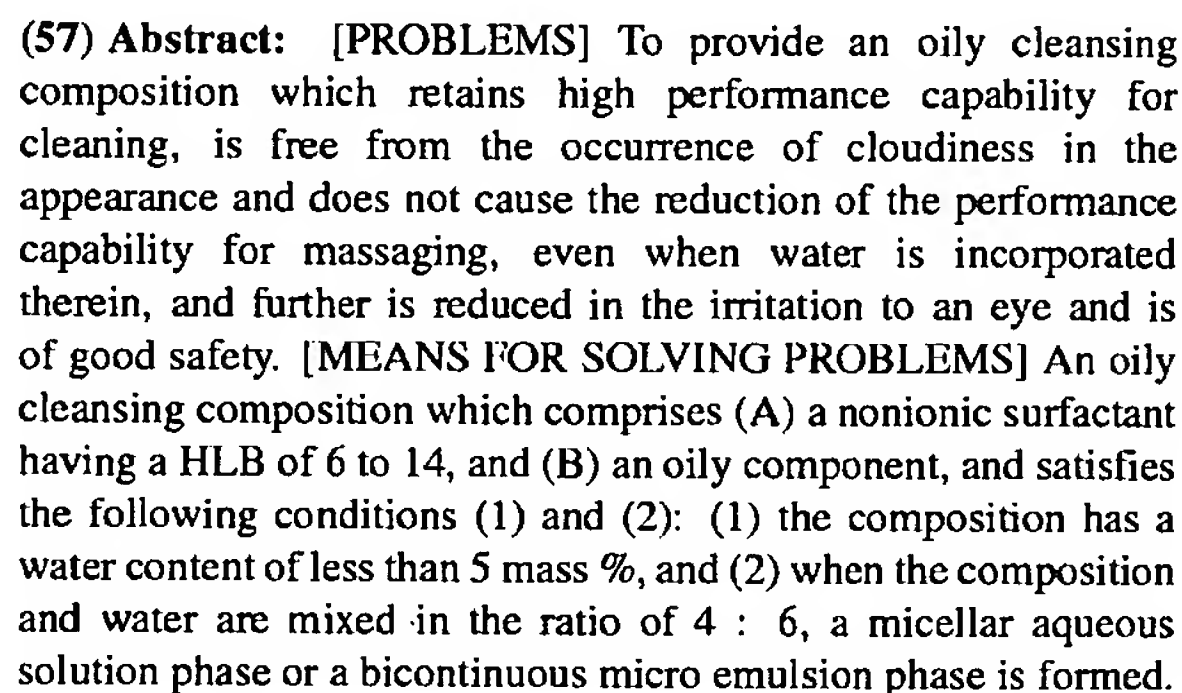 (57) Abstract: [PROBLEMS] To provide an oily cleansing
composition which retains high performance capability for
cleaning, is free from the occurrence of cloudiness in the
appearance and does not cause the reduction of the performance
capability for massaging, even when water is incorporated
therein, and further is reduced in the irritation to an eye and is
of good safety. [MEANS FOR SOLVING PROBLEMS] An oily
cleansing composition which comprises (A) a nonionic surfactant
having a HLB of 6 to 14, and (B) an oily component, and satisfies
the following conditions (1) and (2): (1) the composition has a
water content of less than 5 mass %, and (2) when the composition
and water are mixed in the ratio of 4 : 6, a micellar aqueous
solution phase or a bicontinuous micro emulsion phase is formed.